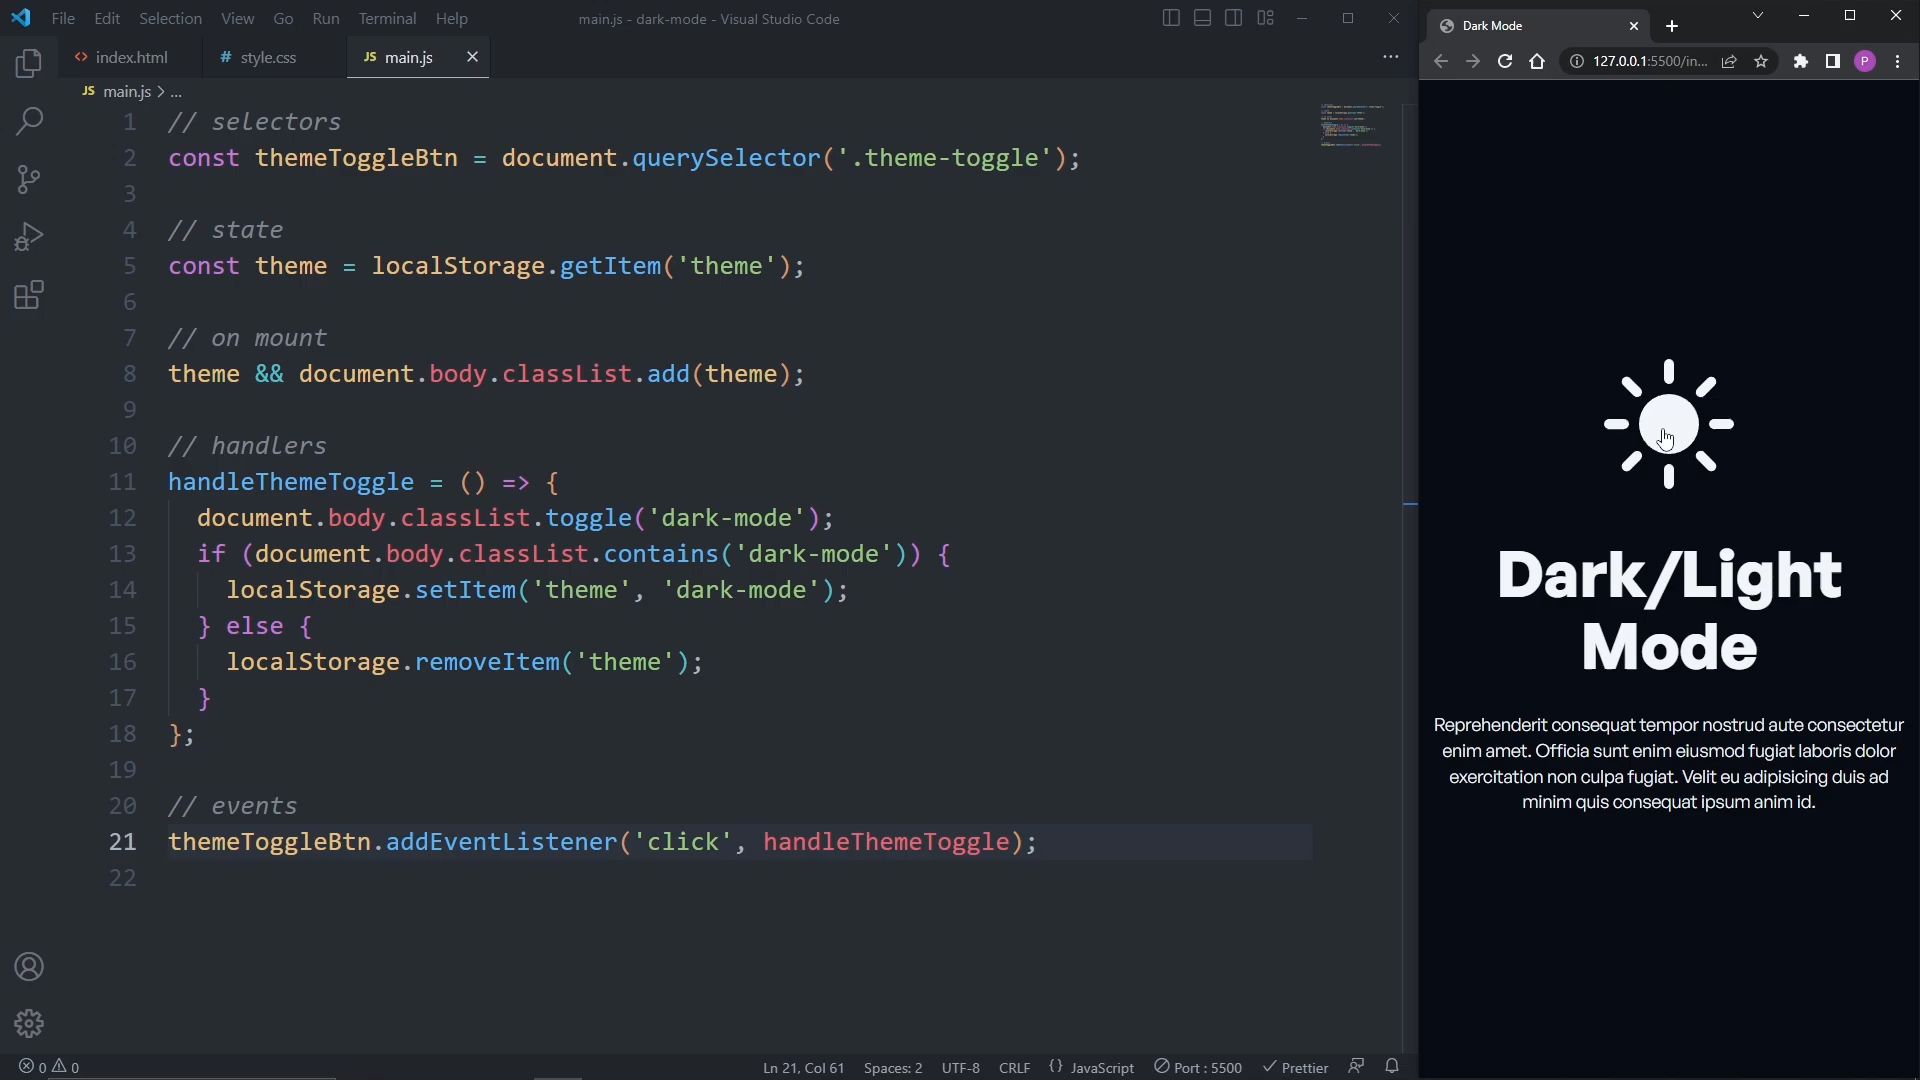 File Edit Selection View Go Run Terminal Help
main.js - dark-mode - Visual Studio Code
<> index.html
# style.css
JS main.js
JS main.js > ...
1 // selectors
2 const themeToggleBtn = document.querySelector('.theme-toggle');
3
4 // state
5 const theme = localStorage.getItem('theme');
6
7 // on mount
8 theme && document.body.classList.add(theme);
9
10 // handlers
11 handleThemeToggle = () => {
12 document.body.classList.toggle('dark-mode');
13 if (document.body.classList.contains('dark-mode')) {
14 localStorage.setItem('theme', 'dark-mode');
15 } else {
16 localStorage.removeItem('theme');
17 }
18 };
19
20 // events
21 themeToggleBtn.addEventListener('click', handleThemeToggle);
22
0 0
Ln 21, Col 61 Spaces: 2 UTF-8 CRLF {} JavaScript Port : 5500 Prettier
Dark Mode
127.0.0.1:5500/in...
P
Dark/Light
Mode
Reprehenderit consequat tempor nostrud aute consectetur
enim amet. Officia sunt enim eiusmod fugiat laboris dolor
exercitation non culpa fugiat. Velit eu adipisicing duis ad
minim quis consequat ipsum anim id.